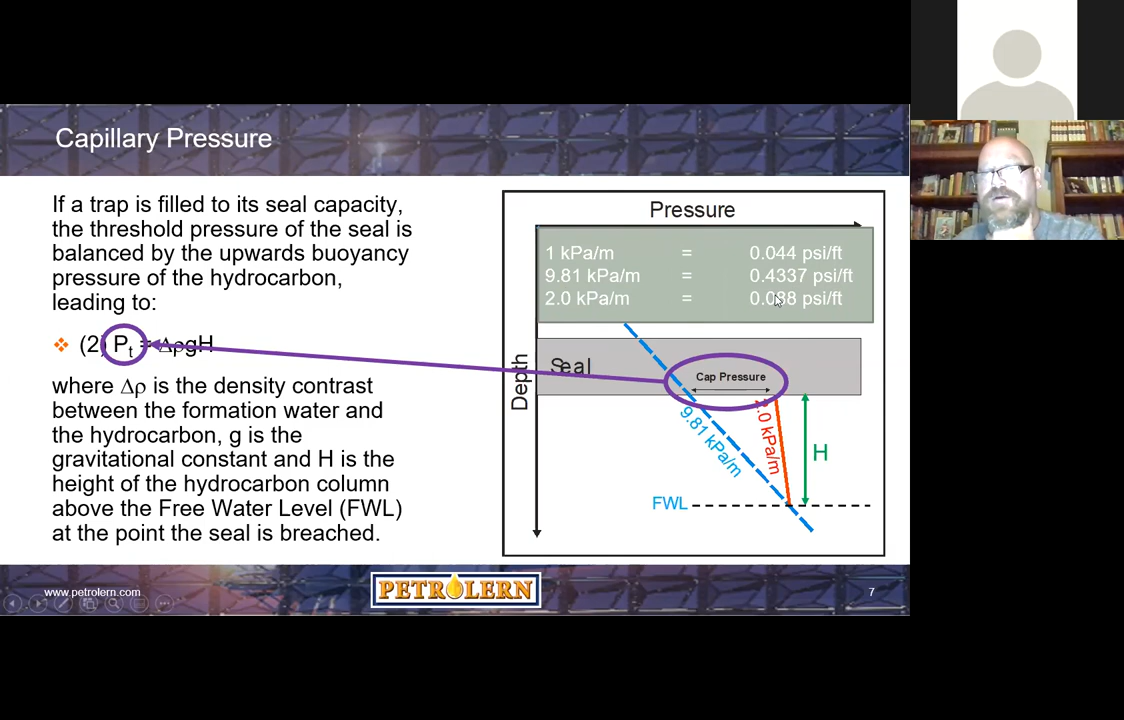 Capillary Pressure
If a trap is filled to its seal capacity,
the threshold pressure of the seal is
balanced by the upwards buoyancy
pressure of the hydrocarbon,
leading to:
❖ (2) Pt = ΔρgH
where Δρ is the density contrast
between the formation water and
the hydrocarbon, g is the
gravitational constant and H is the
height of the hydrocarbon column
above the Free Water Level (FWL)
at the point the seal is breached.
Pressure
1 kPa/m = 0.044 psi/ft
9.81 kPa/m = 0.4337 psi/ft
2.0 kPa/m = 0.088 psi/ft
Depth
Seal
Cap Pressure
9.81 kPa/m
2.0 kPa/m
H
FWL
www.petrolern.com
PETROLERN
7